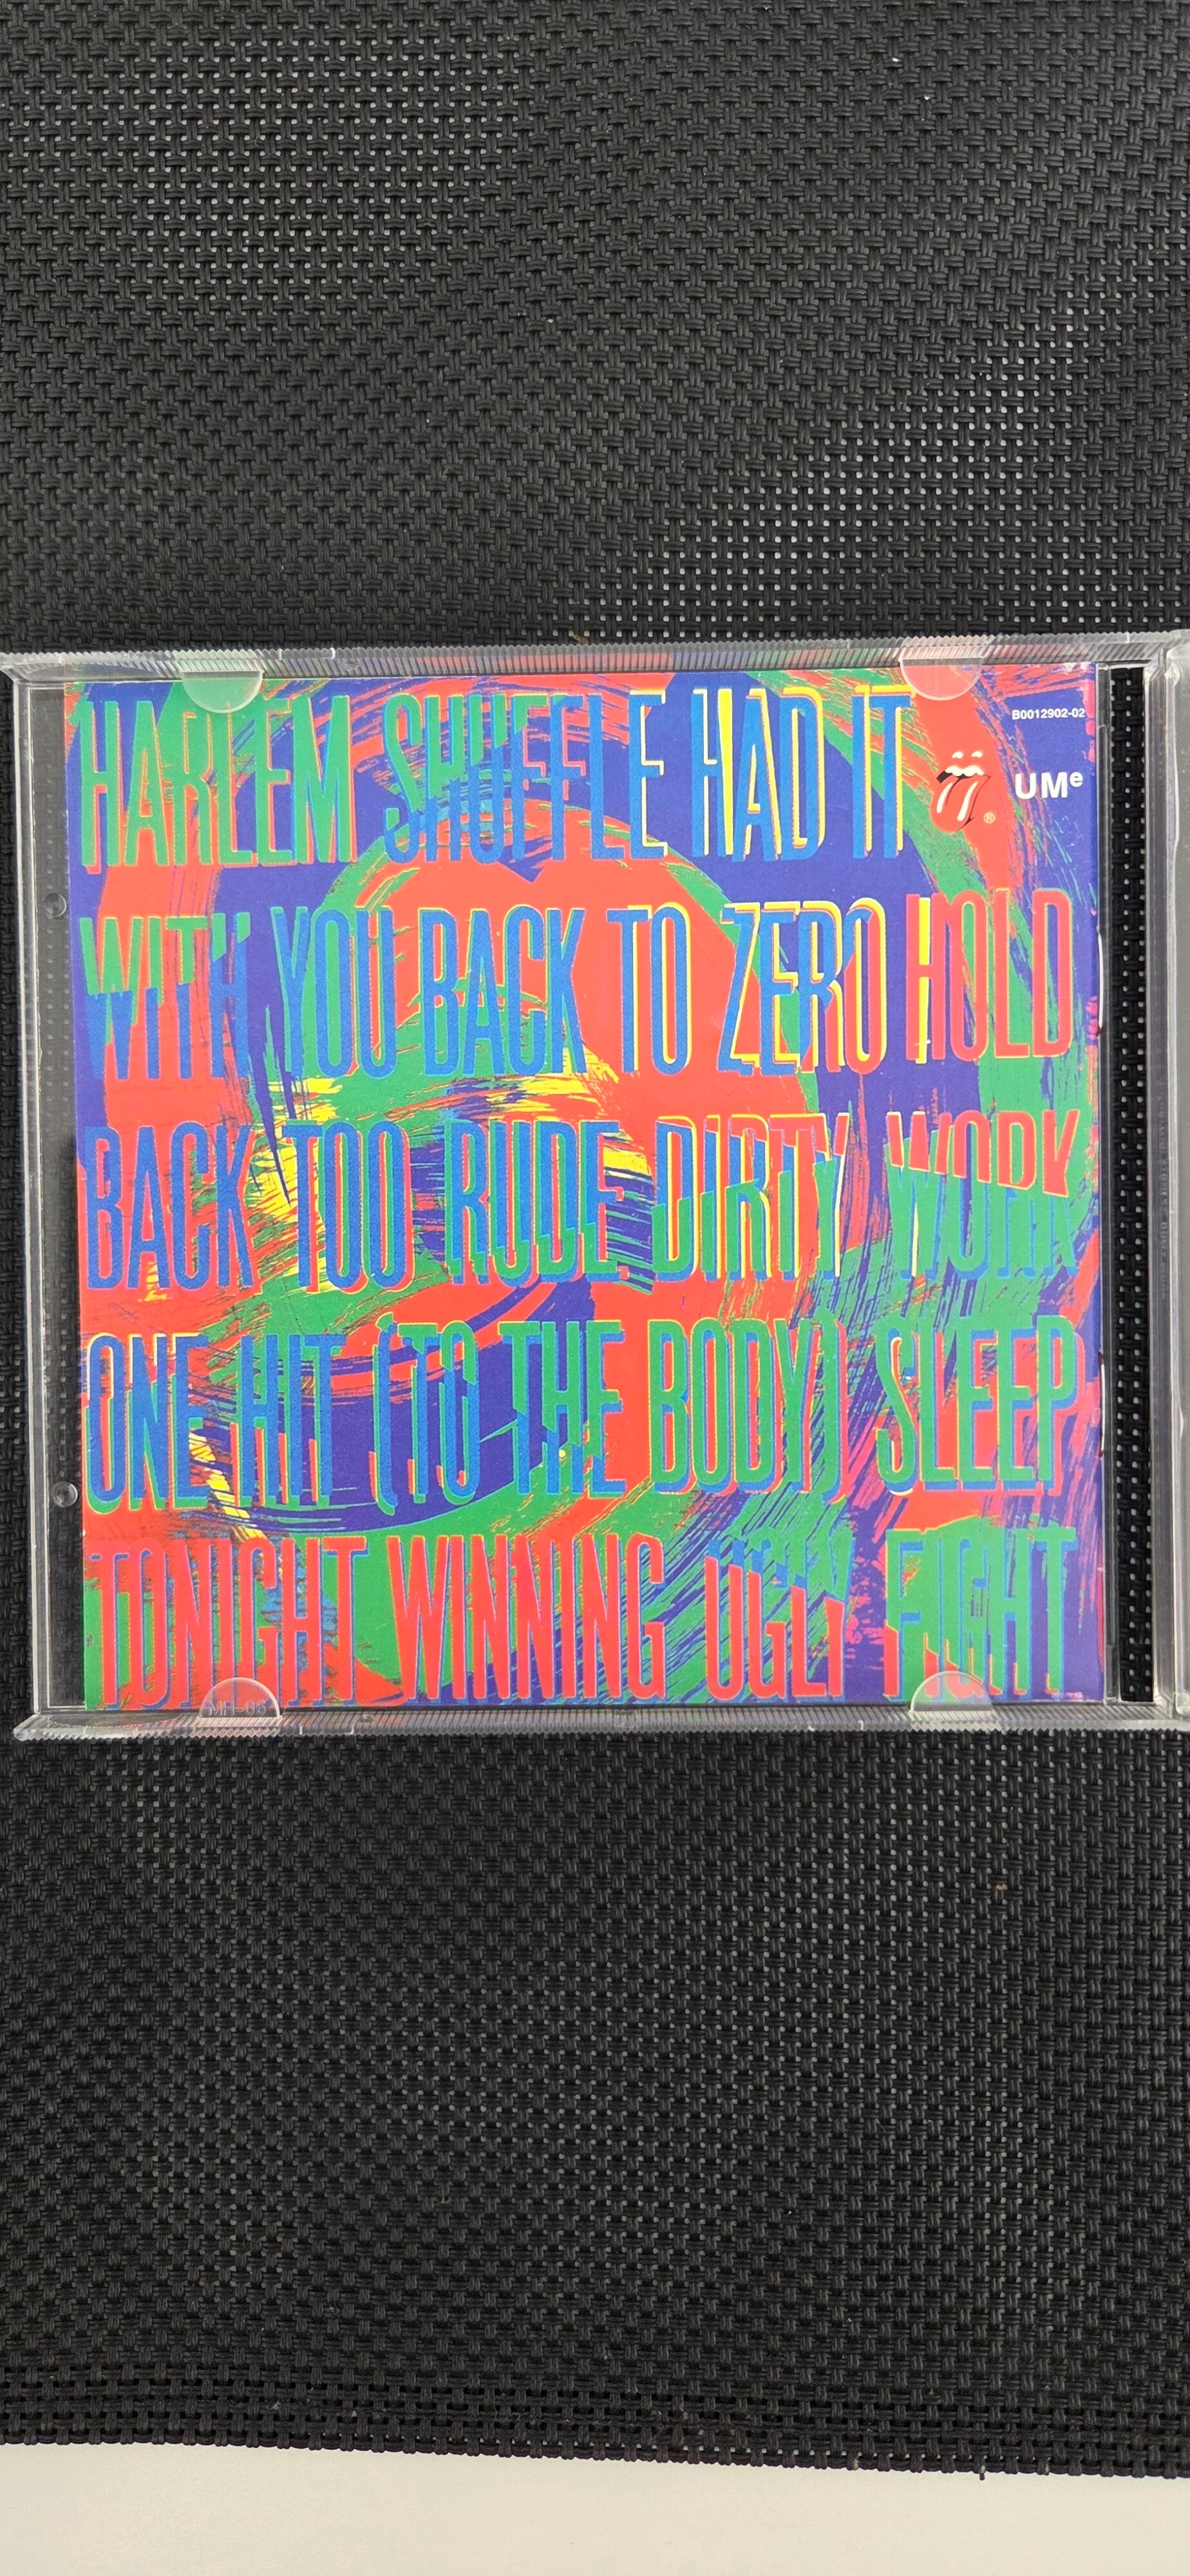 HARLEM SHUFFLE HAD IT
B0012902-02
UMe
®
WITH YOU BACK TO ZERO HOLD
BACK TOO RUDE DIRTY WORK
ONE HIT (TO THE BODY) SLEEP
TONIGHT WINNING UGLY FIGHT